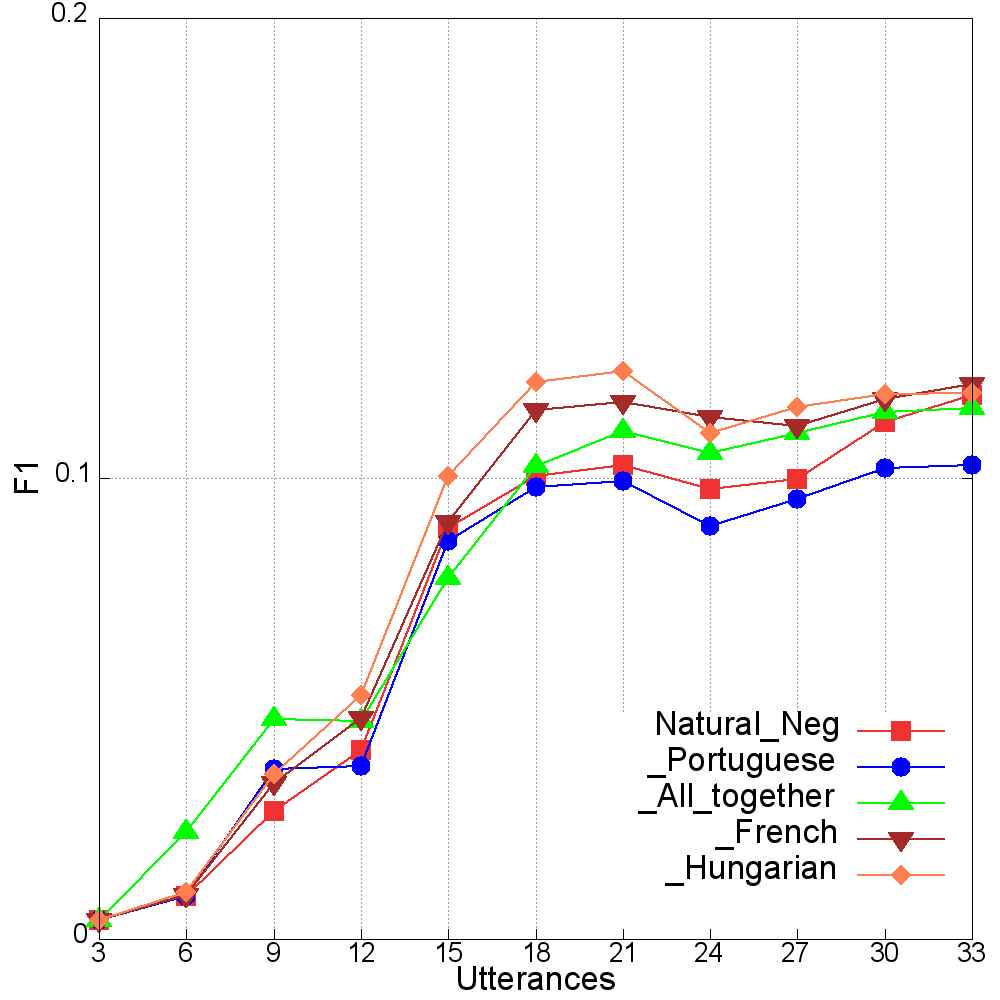 0.2
0.1
0
F1
Natural_Neg
_Portuguese
_All_together
_French
_Hungarian
3 6 9 12 15 18 21 24 27 30 33
Utterances